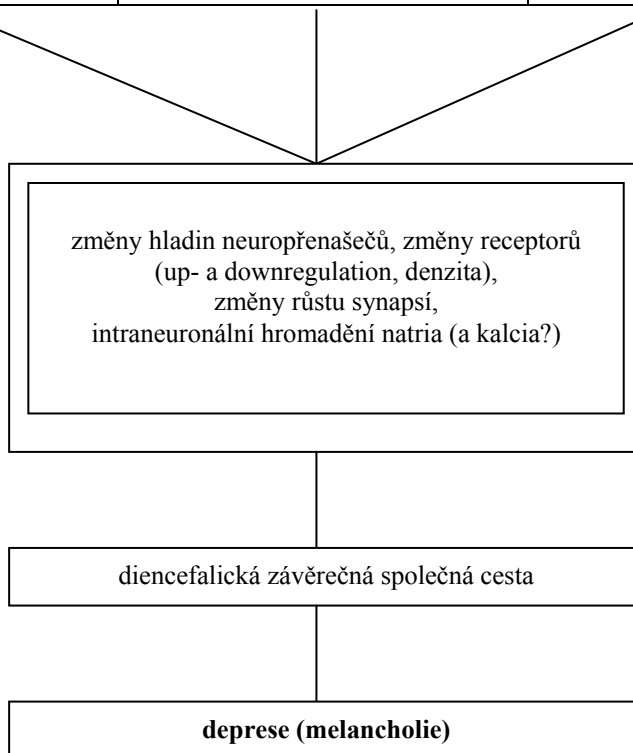 změny hladin neuropřenašečů, změny receptorů
(up- a downregulation, denzita),
změny růstu synapsí,
intraneuronální hromadění natria (a kalcia?)
diencefalická závěrečná společná cesta
deprese (melancholie)